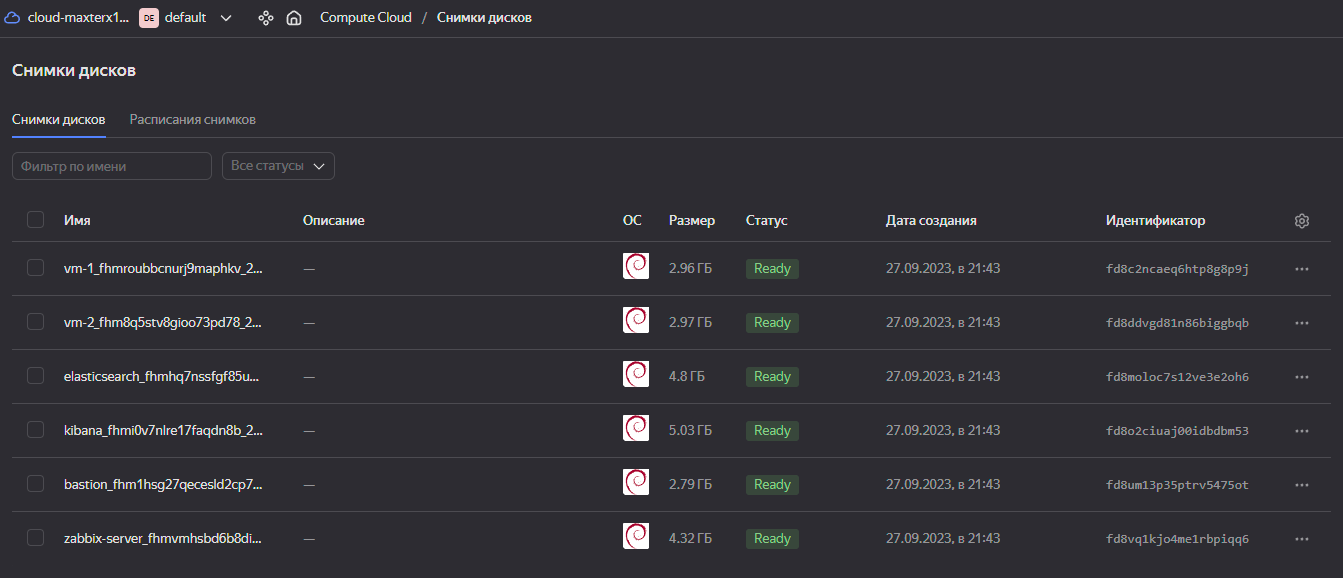 cloud-maxterx1... DE default Compute Cloud / Снимки дисков
Снимки дисков
Снимки дисков Расписания снимков
Фильтр по имени Все статусы
Имя Описание ОС Размер Статус Дата создания Идентификатор
vm-1_fhmroubbcnurj9maphkv_2... — 2.96 ГБ Ready 27.09.2023, в 21:43 fd8c2ncaeq6htp8g8p9j
vm-2_fhm8q5stv8gioo73pd78_2... — 2.97 ГБ Ready 27.09.2023, в 21:43 fd8ddvgd81n86biggbqb
elasticsearch_fhmhq7nssfgf85u... — 4.8 ГБ Ready 27.09.2023, в 21:43 fd8moloc7s12ve3e2oh6
kibana_fhmi0v7nlre17faqdn8b_2... — 5.03 ГБ Ready 27.09.2023, в 21:43 fd8o2ciuaj00idbdbm53
bastion_fhm1hsg27qecesld2cp7... — 2.79 ГБ Ready 27.09.2023, в 21:43 fd8um13p35ptrv5475ot
zabbix-server_fhmvmhsbd6b8di... — 4.32 ГБ Ready 27.09.2023, в 21:43 fd8vq1kjo4me1rbpiqq6